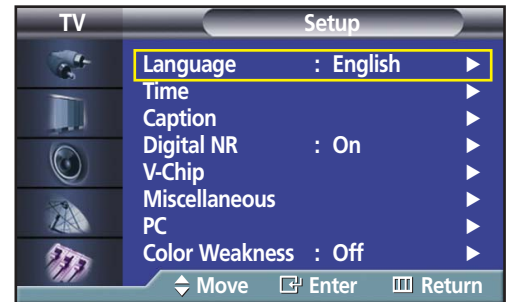 TV Setup
Language : English
Time
Caption
Digital NR : On
V-Chip
Miscellaneous
PC
Color Weakness : Off
Move Enter Return